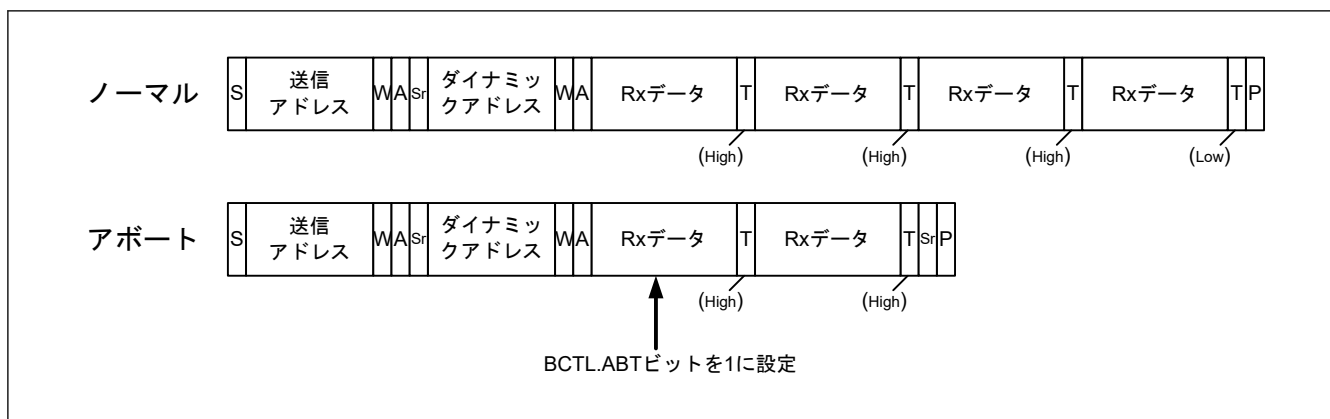 ノーマル
S 送信アドレス W A Sr ダイナミックアドレス W A Rxデータ T Rxデータ T Rxデータ T Rxデータ T P
(High) (High) (High) (Low)
アボート
S 送信アドレス W A Sr ダイナミックアドレス W A Rxデータ T Rxデータ T Sr P
(High) (High)
BCTL.ABTビットを1に設定